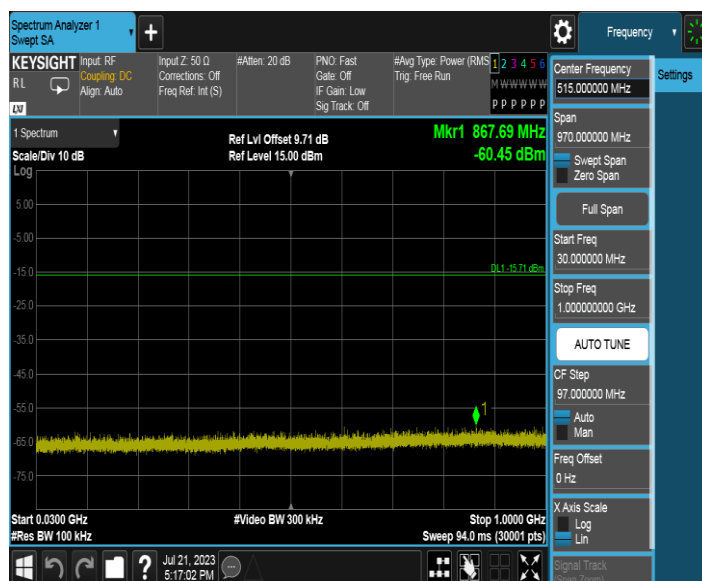 Spectrum Analyzer 1
Swept SA
Frequency
KEYSIGHT
RL
LXI
Input: RF
Coupling: DC
Align: Auto
Input Z: 50 Ω
Corrections: Off
Freq Ref: Int (S)
#Atten: 20 dB
PNO: Fast
Gate: Off
IF Gain: Low
Sig Track: Off
#Avg Type: Power (RMS
Trig: Free Run
1 2 3 4 5 6
M W W W W W
P P P P P P
1 Spectrum
Scale/Div 10 dB
Ref Lvl Offset 9.71 dB
Ref Level 15.00 dBm
Mkr1 867.69 MHz
-60.45 dBm
Log
5.00
-5.00
-15.0
-25.0
-35.0
-45.0
-55.0
-65.0
-75.0
DL1 -15.71 dBm
1
Start 0.0300 GHz
#Res BW 100 kHz
#Video BW 300 kHz
Stop 1.0000 GHz
Sweep 94.0 ms (30001 pts)
Jul 21, 2023
5:17:02 PM
Center Frequency
515.000000 MHz
Settings
Span
970.000000 MHz
Swept Span
Zero Span
Full Span
Start Freq
30.000000 MHz
Stop Freq
1.000000000 GHz
AUTO TUNE
CF Step
97.000000 MHz
Auto
Man
Freq Offset
0 Hz
X Axis Scale
Log
Lin
Signal Track
(Span Zoom)